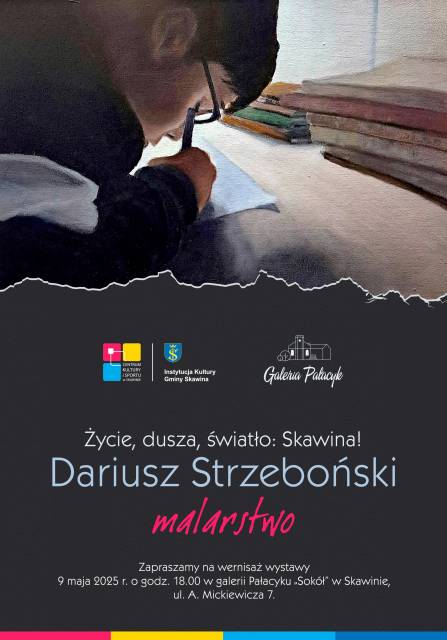 CENTRUM
KULTURY
I SPORTU
W SKAWINIE
Instytucja Kultury
Gminy Skawina
Galeria Pałacyk
Życie, dusza, światło: Skawina!
Dariusz Strzeboński
malarstwo
Zapraszamy na wernisaż wystawy
9 maja 2025 r. o godz. 18.00 w galerii Pałacyku „Sokół” w Skawinie,
ul. A. Mickiewicza 7.